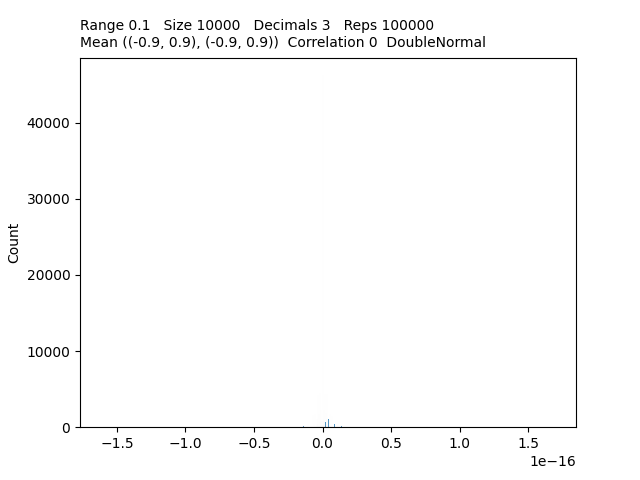 Range 0.1   Size 10000   Decimals 3   Reps 100000
Mean ((-0.9, 0.9), (-0.9, 0.9))  Correlation 0  DoubleNormal
40000
30000
20000
10000
0
Count
−1.5 −1.0 −0.5 0.0 0.5 1.0 1.5
1e−16